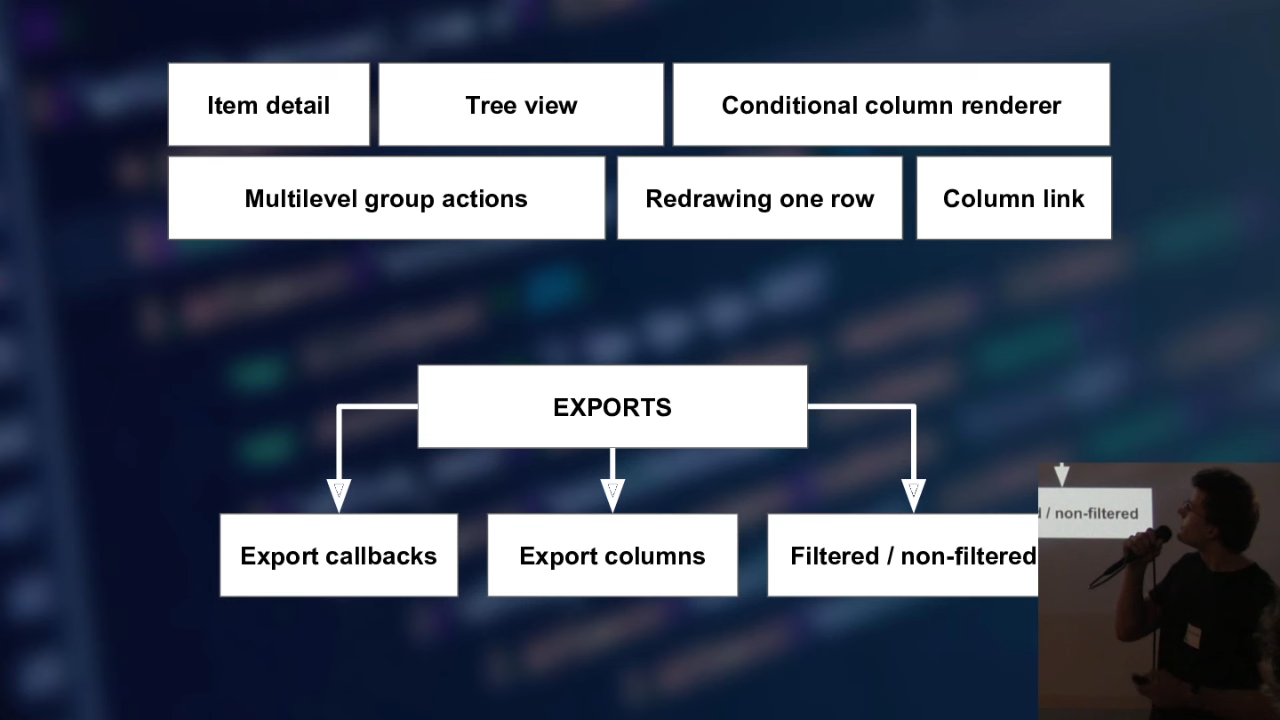 Item detail
Tree view
Conditional column renderer
Multilevel group actions
Redrawing one row
Column link
EXPORTS
Export callbacks
Export columns
Filtered / non-filtered
/ non-filtered